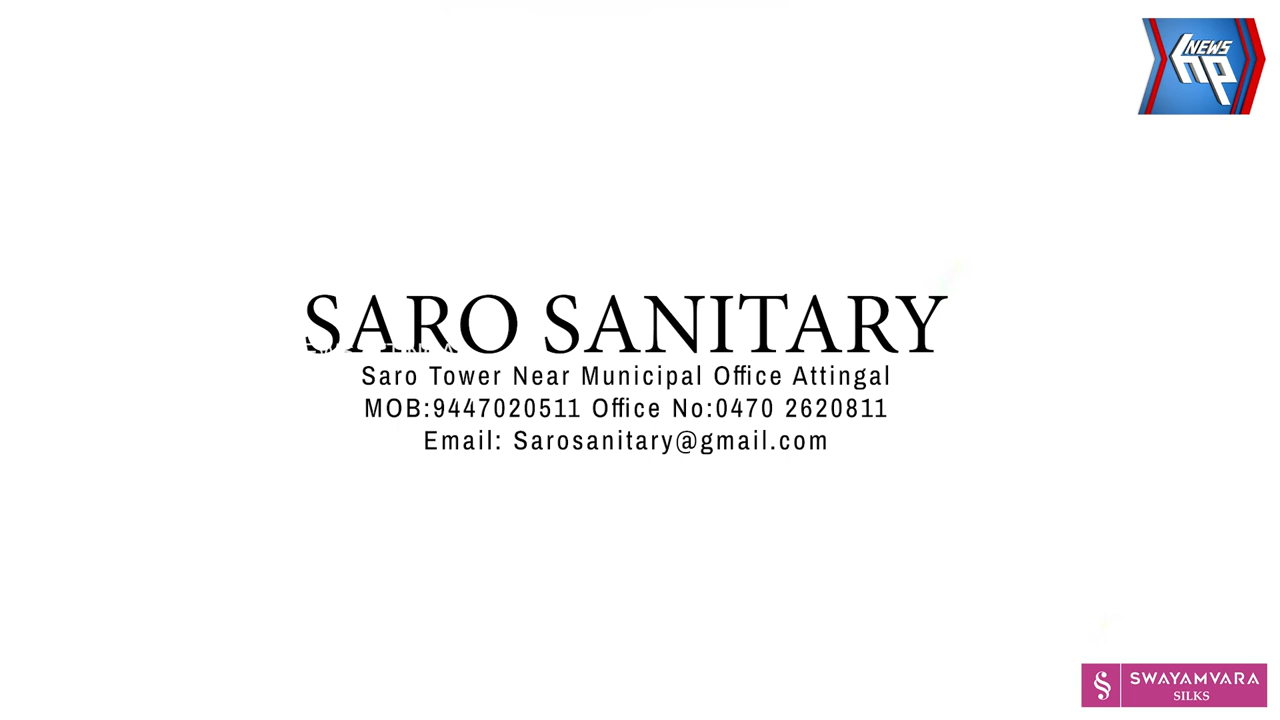 NEWS
hp
SARO SANITARY
Saro Tower Near Municipal Office Attingal
MOB:9447020511 Office No:0470 2620811
Email: Sarosanitary@gmail.com
SWAYAMVARA
SILKS